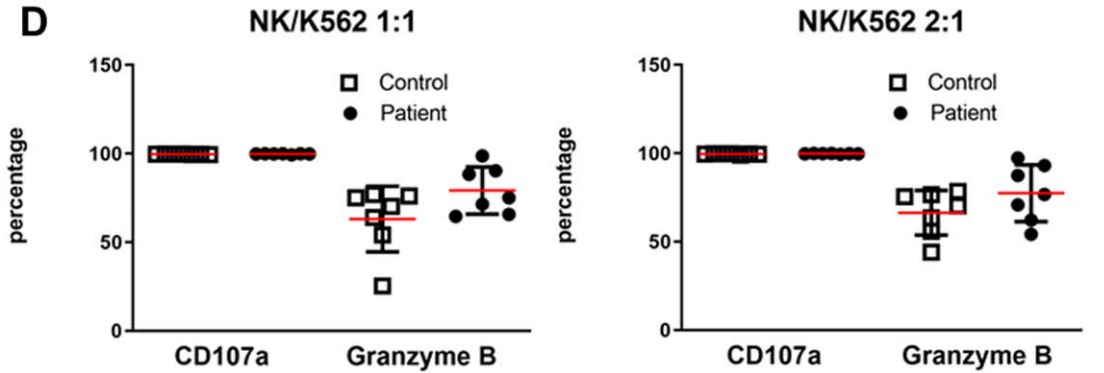 D
NK/K562 1:1
NK/K562 2:1
150
100
50
0
percentage
Control
Patient
CD107a
Granzyme B
150
100
50
0
percentage
Control
Patient
CD107a
Granzyme B